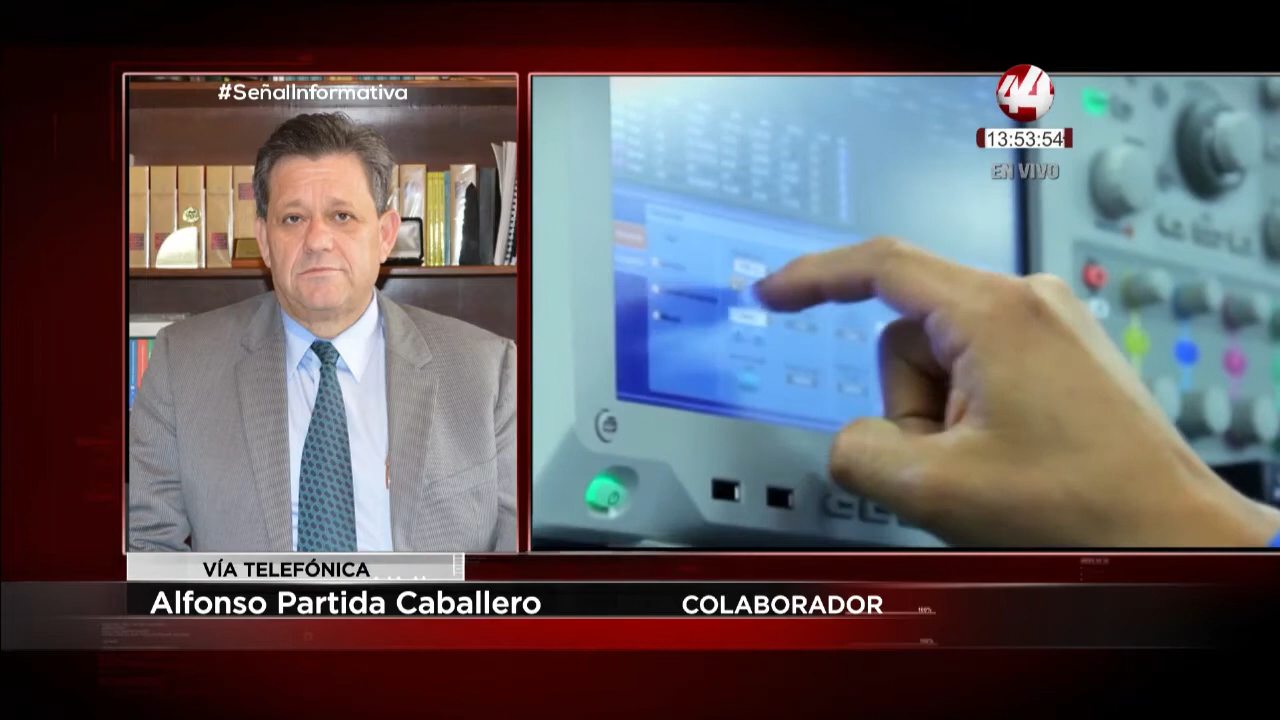 #SeñalInformativa
44
13:53:54
EN VIVO
VÍA TELEFÓNICA
Alfonso Partida Caballero
COLABORADOR